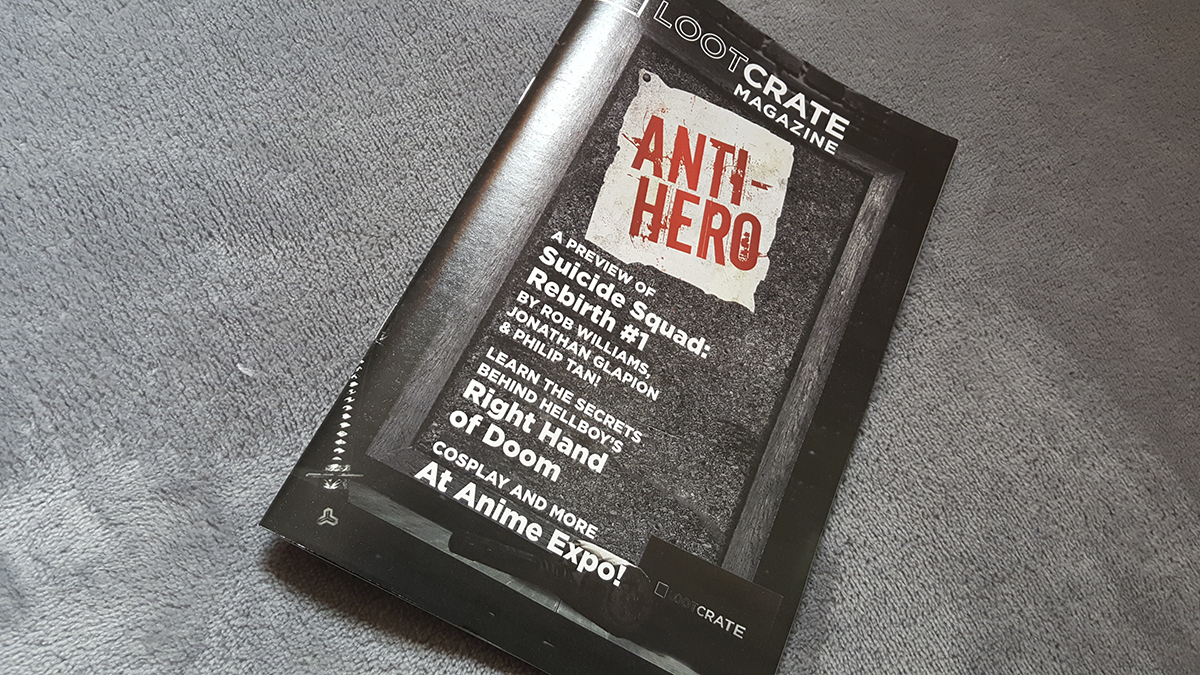 LOOTCRATE
MAGAZINE
ANTI-
HERO
A PREVIEW OF
Suicide Squad:
Rebirth #1
BY ROB WILLIAMS,
JONATHAN GLAPION
& PHILIP TAN!
LEARN THE SECRETS
BEHIND HELLBOY'S
Right Hand
of Doom
COSPLAY AND MORE
At Anime Expo!
LOOTCRATE